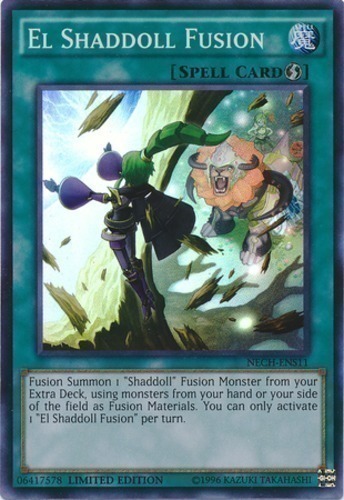 El Shaddoll Fusion
魔
[Spell Card]
NECH-ENS11
Fusion Summon 1 "Shaddoll" Fusion Monster from your
Extra Deck, using monsters from your hand or your side
of the field as Fusion Materials. You can only activate
1 "El Shaddoll Fusion" per turn.
06417578 LIMITED EDITION ©1996 KAZUKI TAKAHASHI